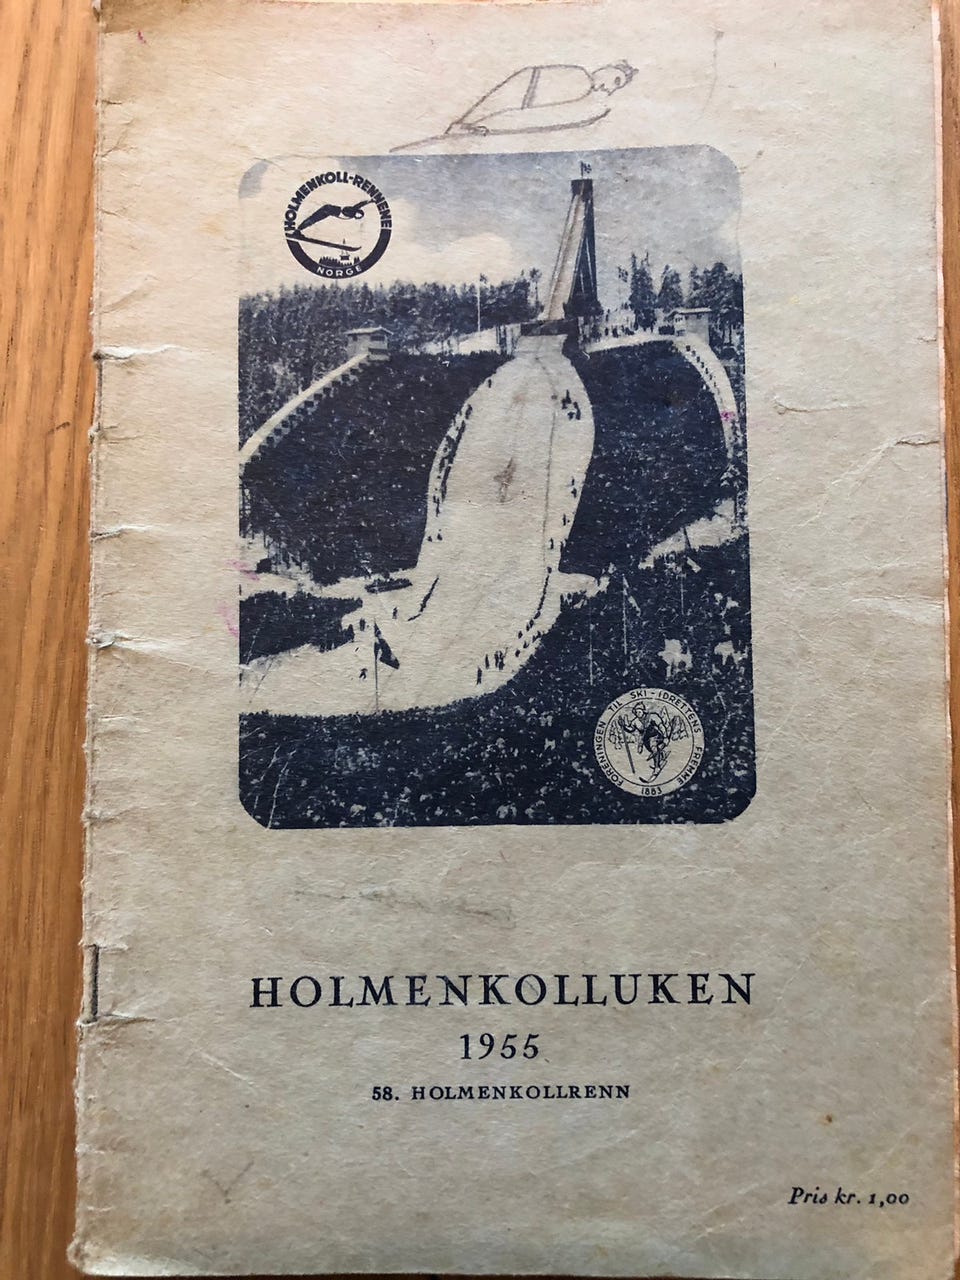 HOLMENKOLL-RENNENE
NORGE
FORENINGEN TIL SKI-IDRETTENS FREMME
1883
HOLMENKOLLUKEN
1955
58. HOLMENKOLLRENN
Pris kr. 1,00